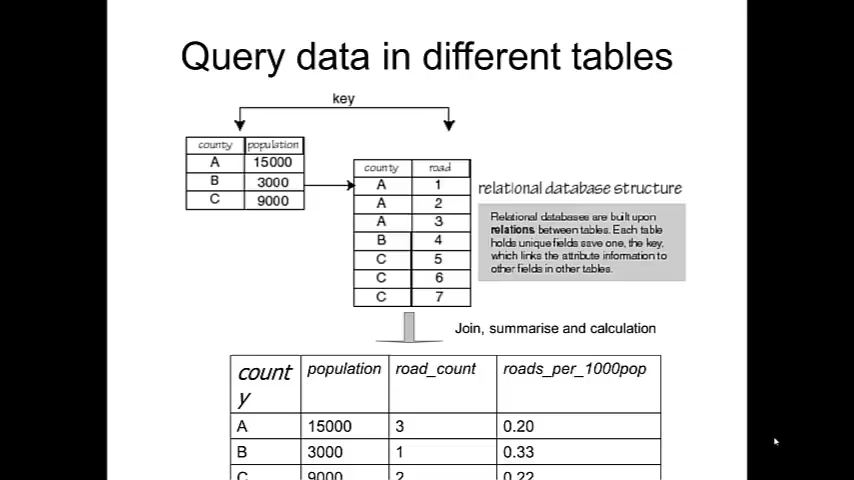 Query data in different tables
key
county population
A 15000
B 3000
C 9000
county road
A 1
A 2
A 3
B 4
C 5
C 6
C 7
relational database structure
Relational databases are built upon
relations between tables. Each table
holds unique fields save one, the key,
which links the attribute information to
other fields in other tables.
Join, summarise and calculation
count
y
population road_count roads_per_1000pop
A 15000 3 0.20
B 3000 1 0.33
C 9000 2 0.22